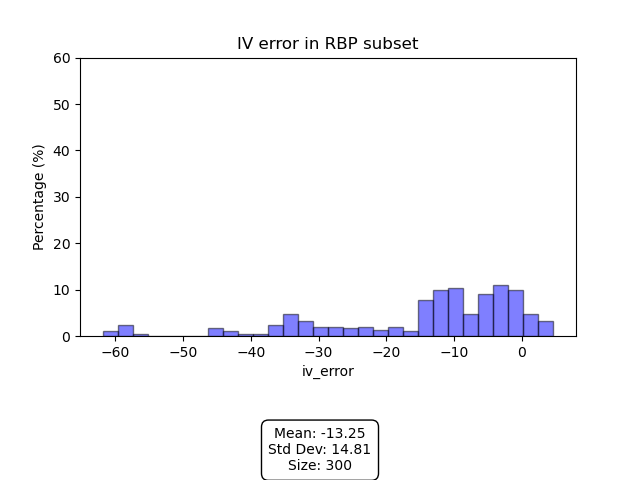 IV error in RBP subset
60
50
40
30
20
10
0
Percentage (%)
−60
−50
−40
−30
−20
−10
0
iv_error
Mean: -13.25
Std Dev: 14.81
Size: 300